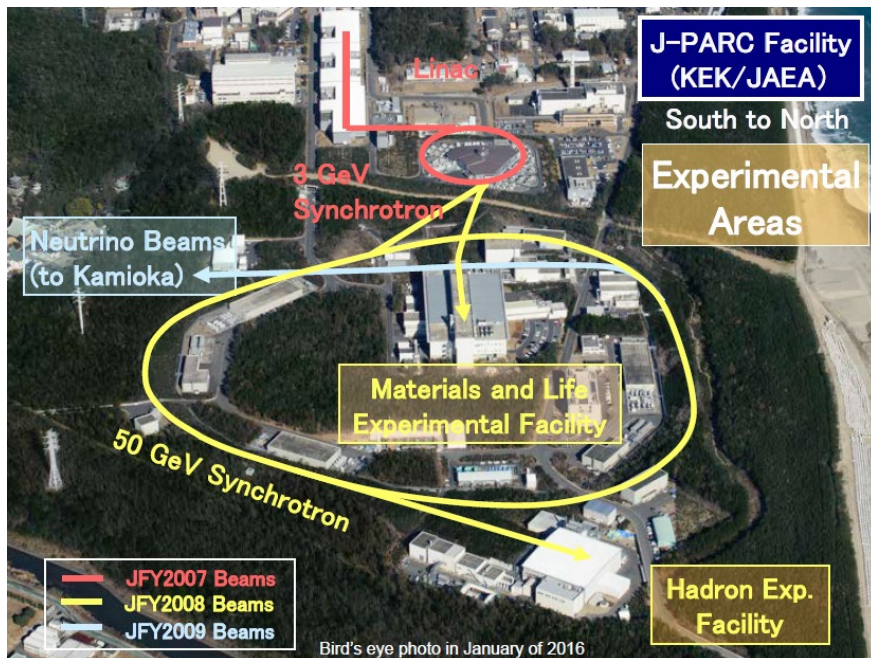 J-PARC Facility
(KEK/JAEA)
South to North
Experimental
Areas
Linac
3 GeV
Synchrotron
Neutrino Beams
(to Kamioka)
Materials and Life
Experimental Facility
50 GeV Synchrotron
Hadron Exp.
Facility
JFY2007 Beams
JFY2008 Beams
JFY2009 Beams
Bird's eye photo in January of 2016